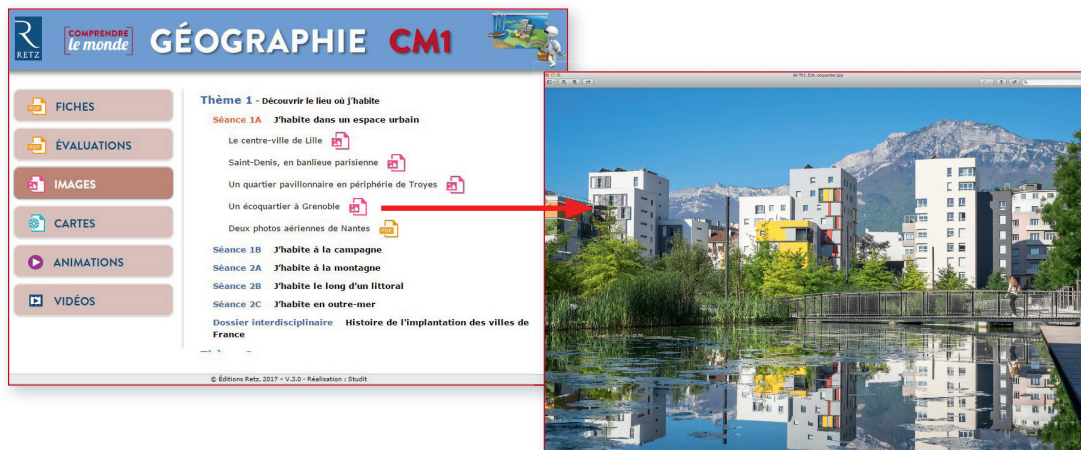 RETZ
COMPRENDRE
le monde
GÉOGRAPHIE CM1
PDF FICHES
PDF ÉVALUATIONS
IMAGES
CARTES
ANIMATIONS
VIDÉOS
Thème 1 - Découvrir le lieu où j'habite
Séance 1A J'habite dans un espace urbain
Le centre-ville de Lille
Saint-Denis, en banlieue parisienne
Un quartier pavillonnaire en périphérie de Troyes
Un écoquartier à Grenoble
Deux photos aériennes de Nantes PDF
Séance 1B J'habite à la campagne
Séance 2A J'habite à la montagne
Séance 2B J'habite le long d'un littoral
Séance 2C J'habite en outre-mer
Dossier interdisciplinaire Histoire de l'implantation des villes de
France
© Éditions Retz, 2017 - V.3.0 - Réalisation : Studit